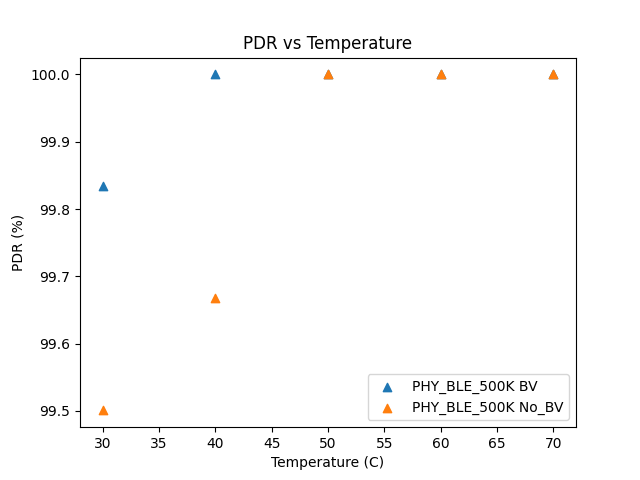 PDR vs Temperature
PDR (%)
100.0
99.9
99.8
99.7
99.6
99.5
PHY_BLE_500K BV
PHY_BLE_500K No_BV
30 35 40 45 50 55 60 65 70
Temperature (C)